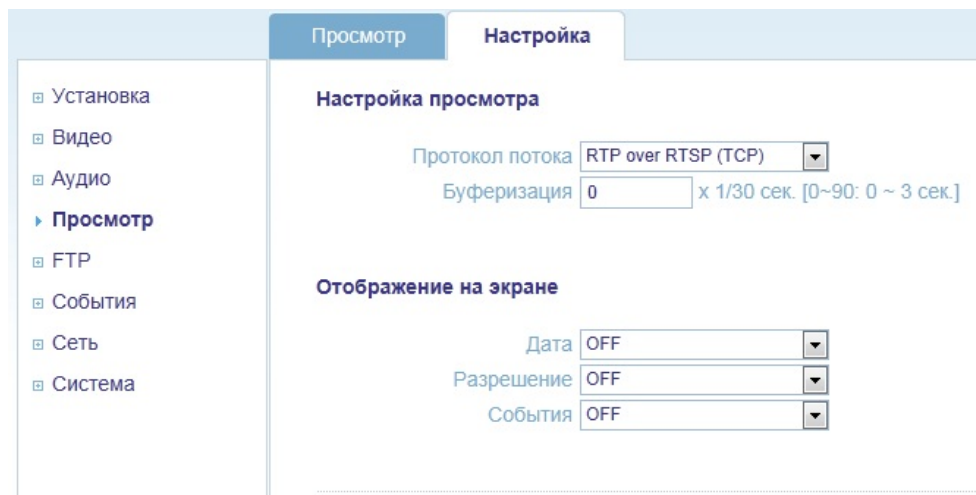 Просмотр
Настройка
Установка
Видео
Аудио
Просмотр
FTP
События
Сеть
Система
Настройка просмотра
Протокол потока RTP over RTSP (TCP)
Буферизация 0 x 1/30 сек. [0~90: 0 ~ 3 сек.]
Отображение на экране
Дата OFF
Разрешение OFF
События OFF